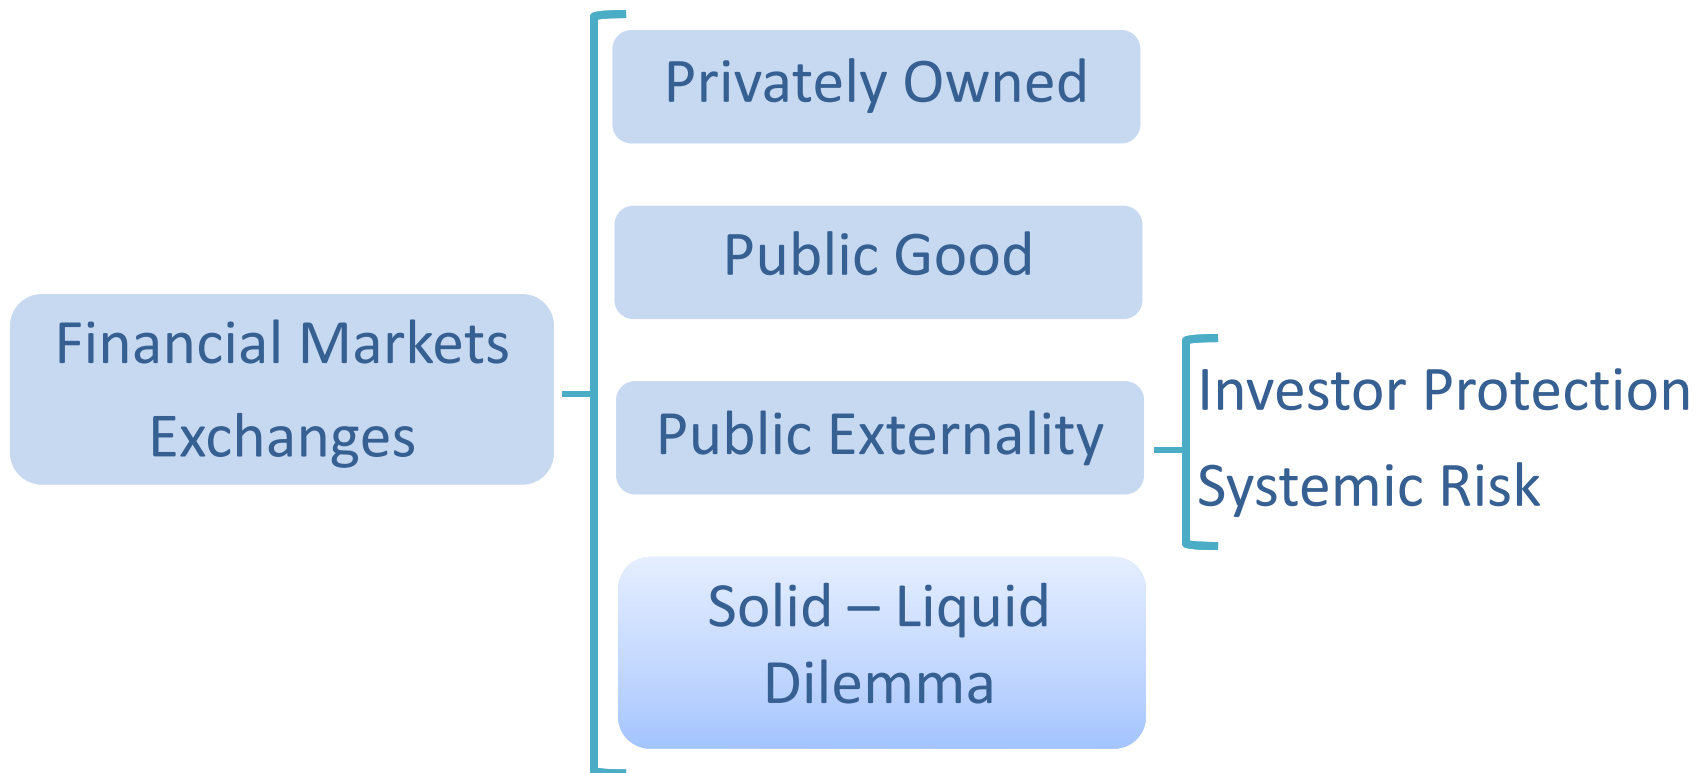 Financial Markets
Exchanges
Privately Owned
Public Good
Public Externality
Investor Protection
Systemic Risk
Solid – Liquid
Dilemma